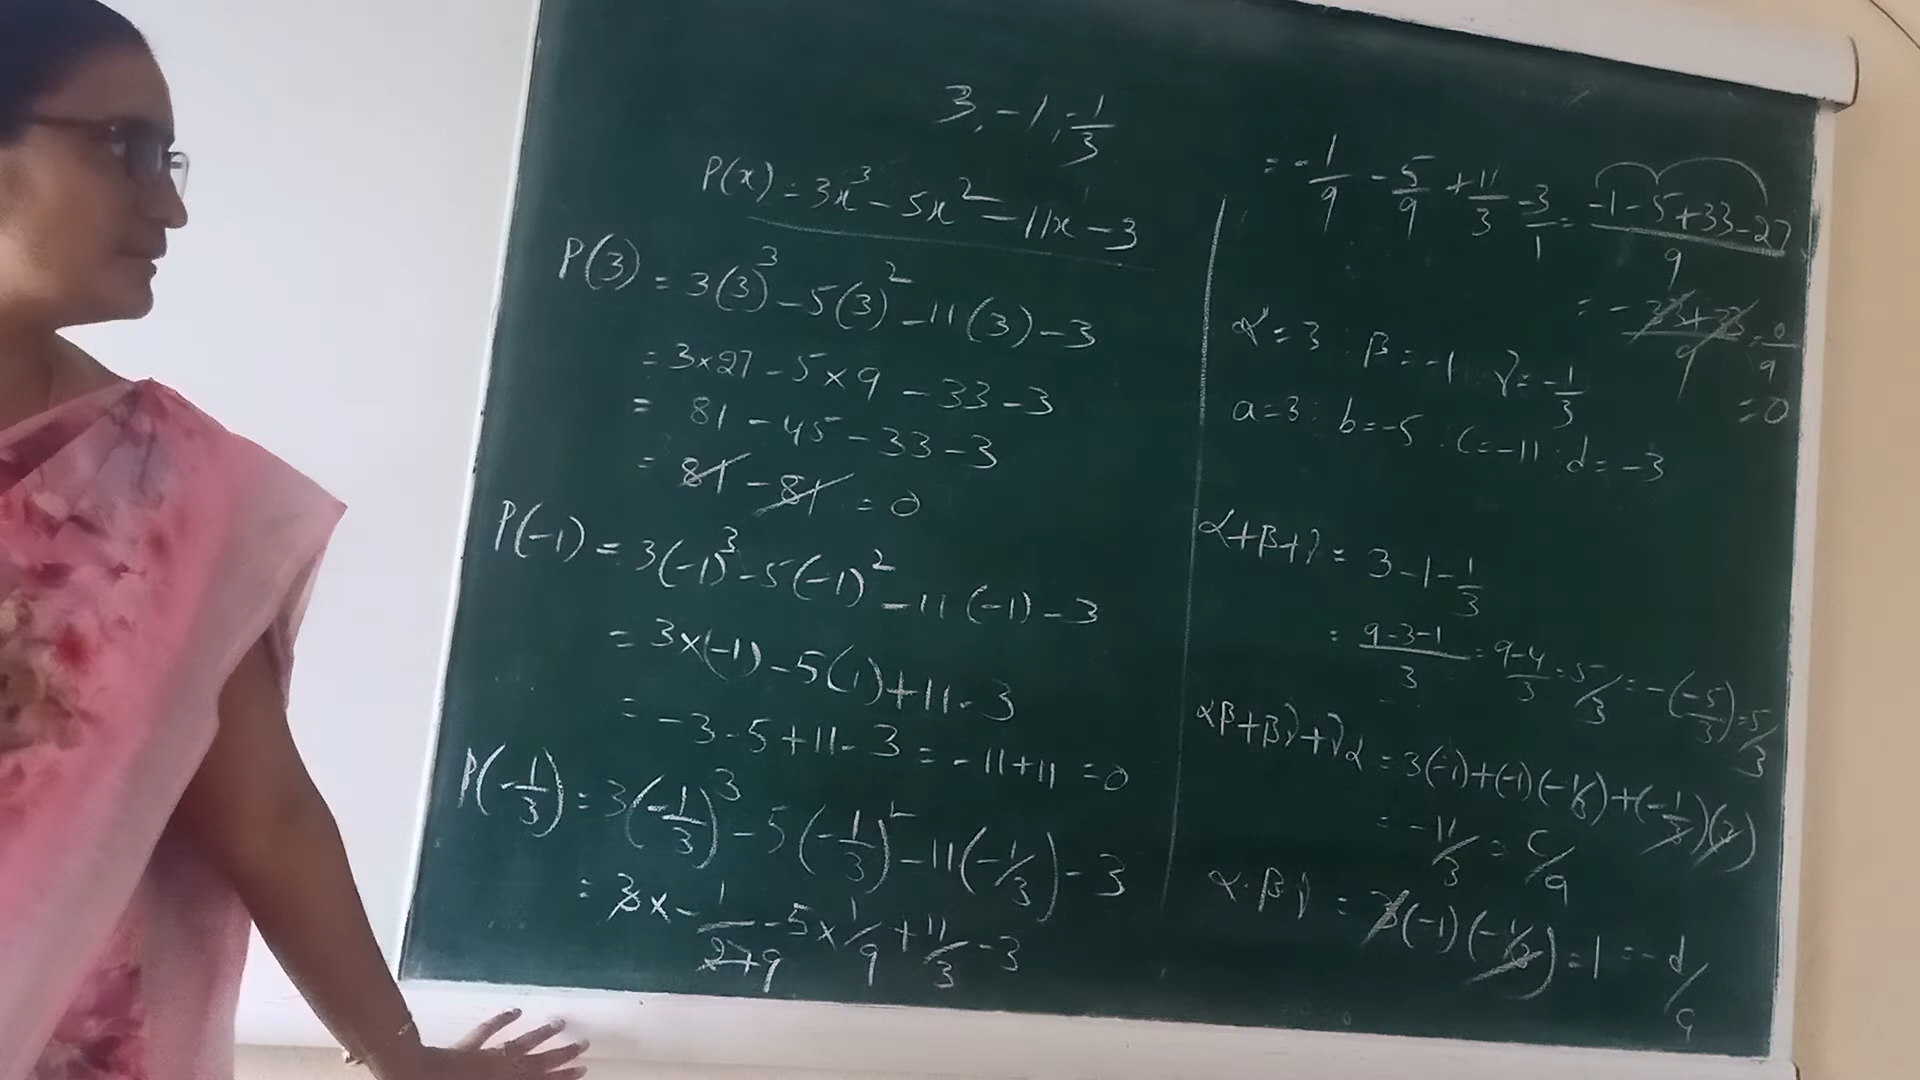 3, -1, -1/3
P(x) = 3x³ - 5x² - 11x - 3
P(3) = 3(3)³ - 5(3)² - 11(3) - 3
= 3×27 - 5×9 - 33 - 3
= 81 - 45 - 33 - 3
= 81 - 81 = 0
P(-1) = 3(-1)³ - 5(-1)² - 11(-1) - 3
= 3×(-1) - 5(1) + 11 - 3
= -3 - 5 + 11 - 3 = -11 + 11 = 0
P(-1/3) = 3(-1/3)³ - 5(-1/3)² - 11(-1/3) - 3
= 3× -1/27 9 - 5×1/9 + 11/3 - 3
= -1/9 - 5/9 + 11/3 - 3/1 = -1-5+33-27/9
= -33+33/9 = 0/9
= 0
α = 3 : β = -1 γ = -1/3
a = 3 : b = -5 : c = -11 : d = -3
α+β+γ = 3 - 1 - 1/3
= 9-3-1/3 = 9-4/3 = 5/3 = -(-5/3) = 5/3
αβ+βγ+γα = 3(-1)+(-1)(-1/3)+(-1/3)(3)
= -11/3 = c/a
α.β.γ = 3(-1)(-1/3) = 1 = -d/a